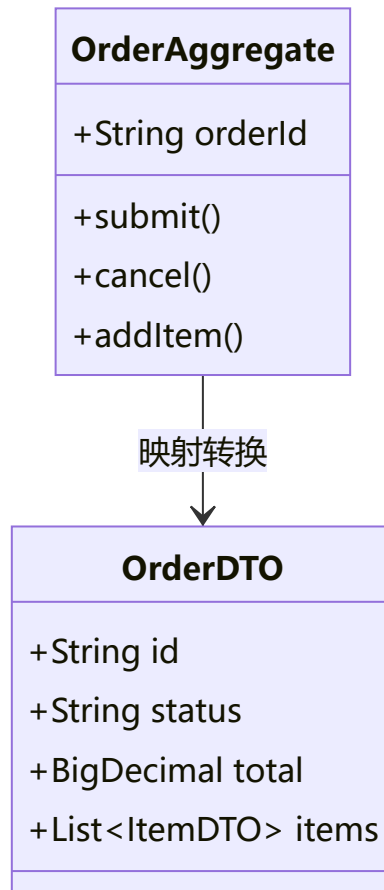 OrderAggregate
+String orderId
+submit()
+cancel()
+addItem()
映射转换
OrderDTO
+String id
+String status
+BigDecimal total
+List<ItemDTO> items